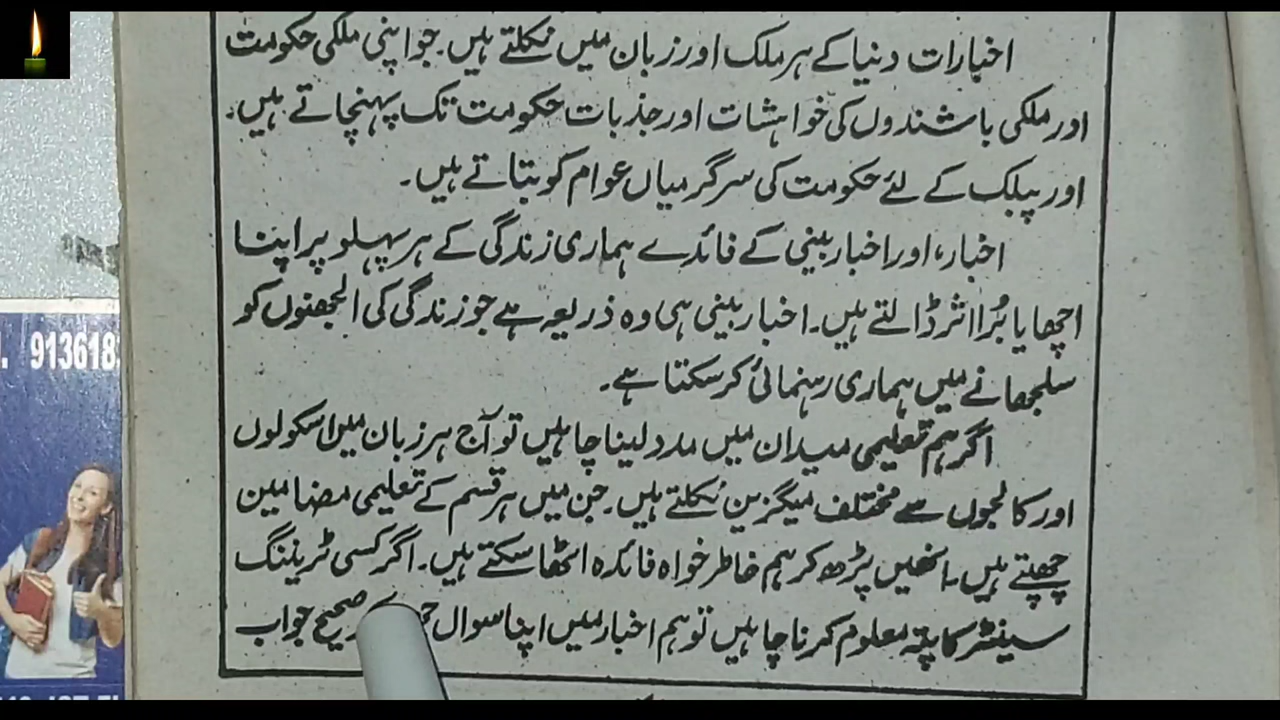 اخبارات دنیا کے ہر ملک اور زبان میں نکلتے ہیں۔ جو اپنی ملکی حکومت
اور ملکی باشندوں کی خواہشات اور جذبات حکومت تک پہنچاتے ہیں۔
اور پبلک کے لئے حکومت کی سرگرمیاں عوام کو بتاتے ہیں۔
اخبار، اور اخبار بینی کے فائدے ہماری زندگی کے ہر پہلو پر اپنا
اچھا یا بُرا اثر ڈالتے ہیں۔ اخبار بینی ہی وہ ذریعہ ہے جو زندگی کی الجھنوں کو
سلجھانے میں ہماری رہنمائی کر سکتا ہے۔
اگر ہم تعلیمی میدان میں مدد لینا چاہیں تو آج ہر زبان میں اسکولوں
اور کالجوں سے مختلف میگزین نکلتے ہیں۔ جن میں ہر قسم کے تعلیمی مضامین
چھپتے ہیں۔ انھیں پڑھ کر ہم خاطر خواہ فائدہ اٹھا سکتے ہیں۔ اگر کسی ٹریننگ
سینٹر کا پتہ معلوم کرنا چاہیں تو ہم اخبار میں اپنا سوال صحیح جواب
913618